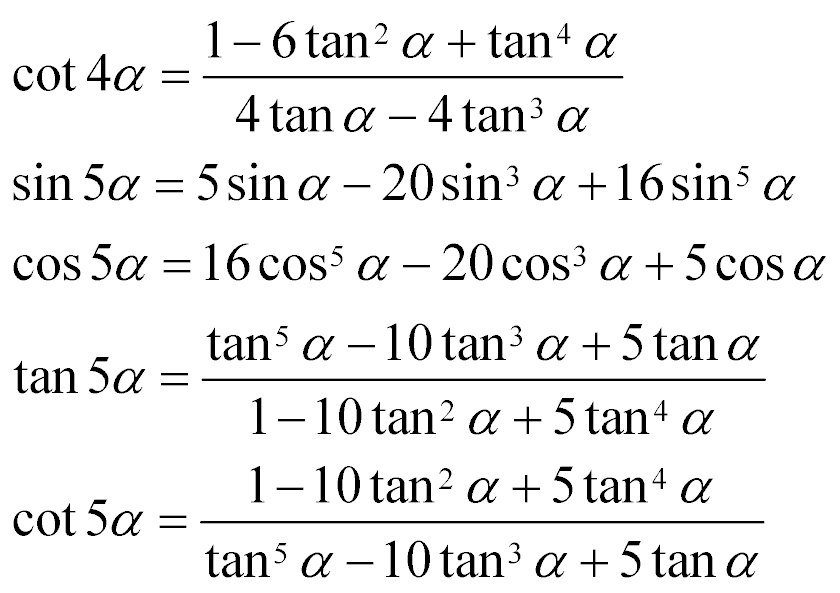 cot 4α = (1 − 6 tan² α + tan⁴ α) / (4 tan α − 4 tan³ α)
sin 5α = 5 sin α − 20 sin³ α + 16 sin⁵ α
cos 5α = 16 cos⁵ α − 20 cos³ α + 5 cos α
tan 5α = (tan⁵ α − 10 tan³ α + 5 tan α) / (1 − 10 tan² α + 5 tan⁴ α)
cot 5α = (1 − 10 tan² α + 5 tan⁴ α) / (tan⁵ α − 10 tan³ α + 5 tan α)